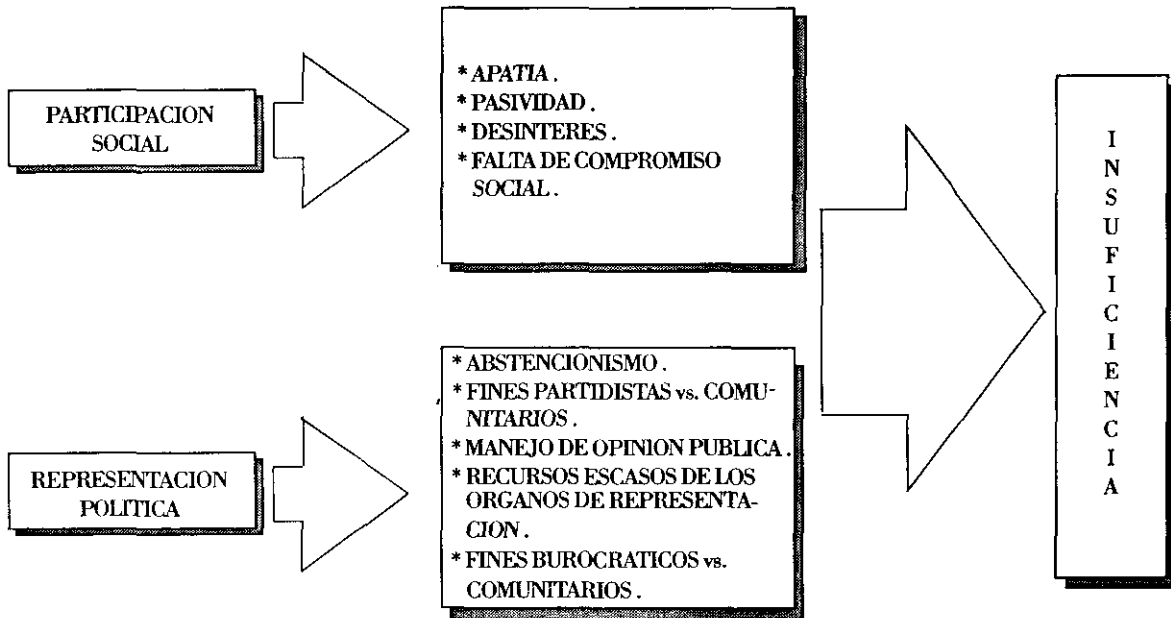 PARTICIPACION
SOCIAL
* APATIA .
* PASIVIDAD .
* DESINTERES .
* FALTA DE COMPROMISO
SOCIAL .
REPRESENTACION
POLITICA
* ABSTENCIONISMO .
* FINES PARTIDISTAS vs. COMU-
NITARIOS .
* MANEJO DE OPINION PUBLICA .
* RECURSOS ESCASOS DE LOS
ORGANOS DE REPRESENTA-
CION .
* FINES BUROCRATICOS vs.
COMUNITARIOS .
INSUFICIENCIA